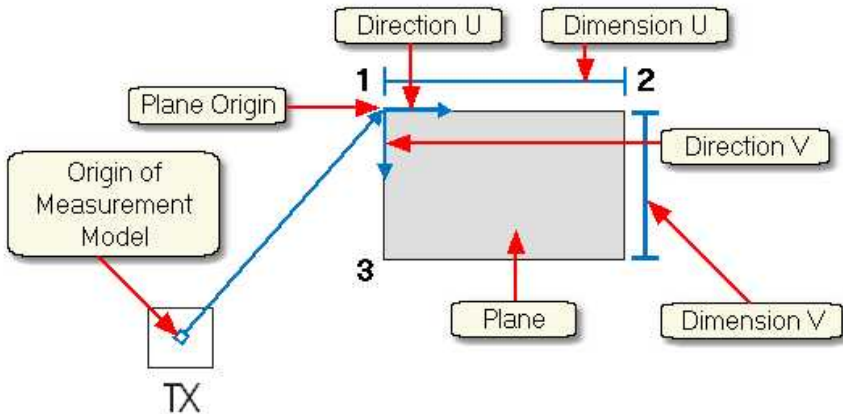 Direction U
Dimension U
1
2
Plane Origin
Direction V
Origin of
Measurement
Model
3
Plane
Dimension V
TX